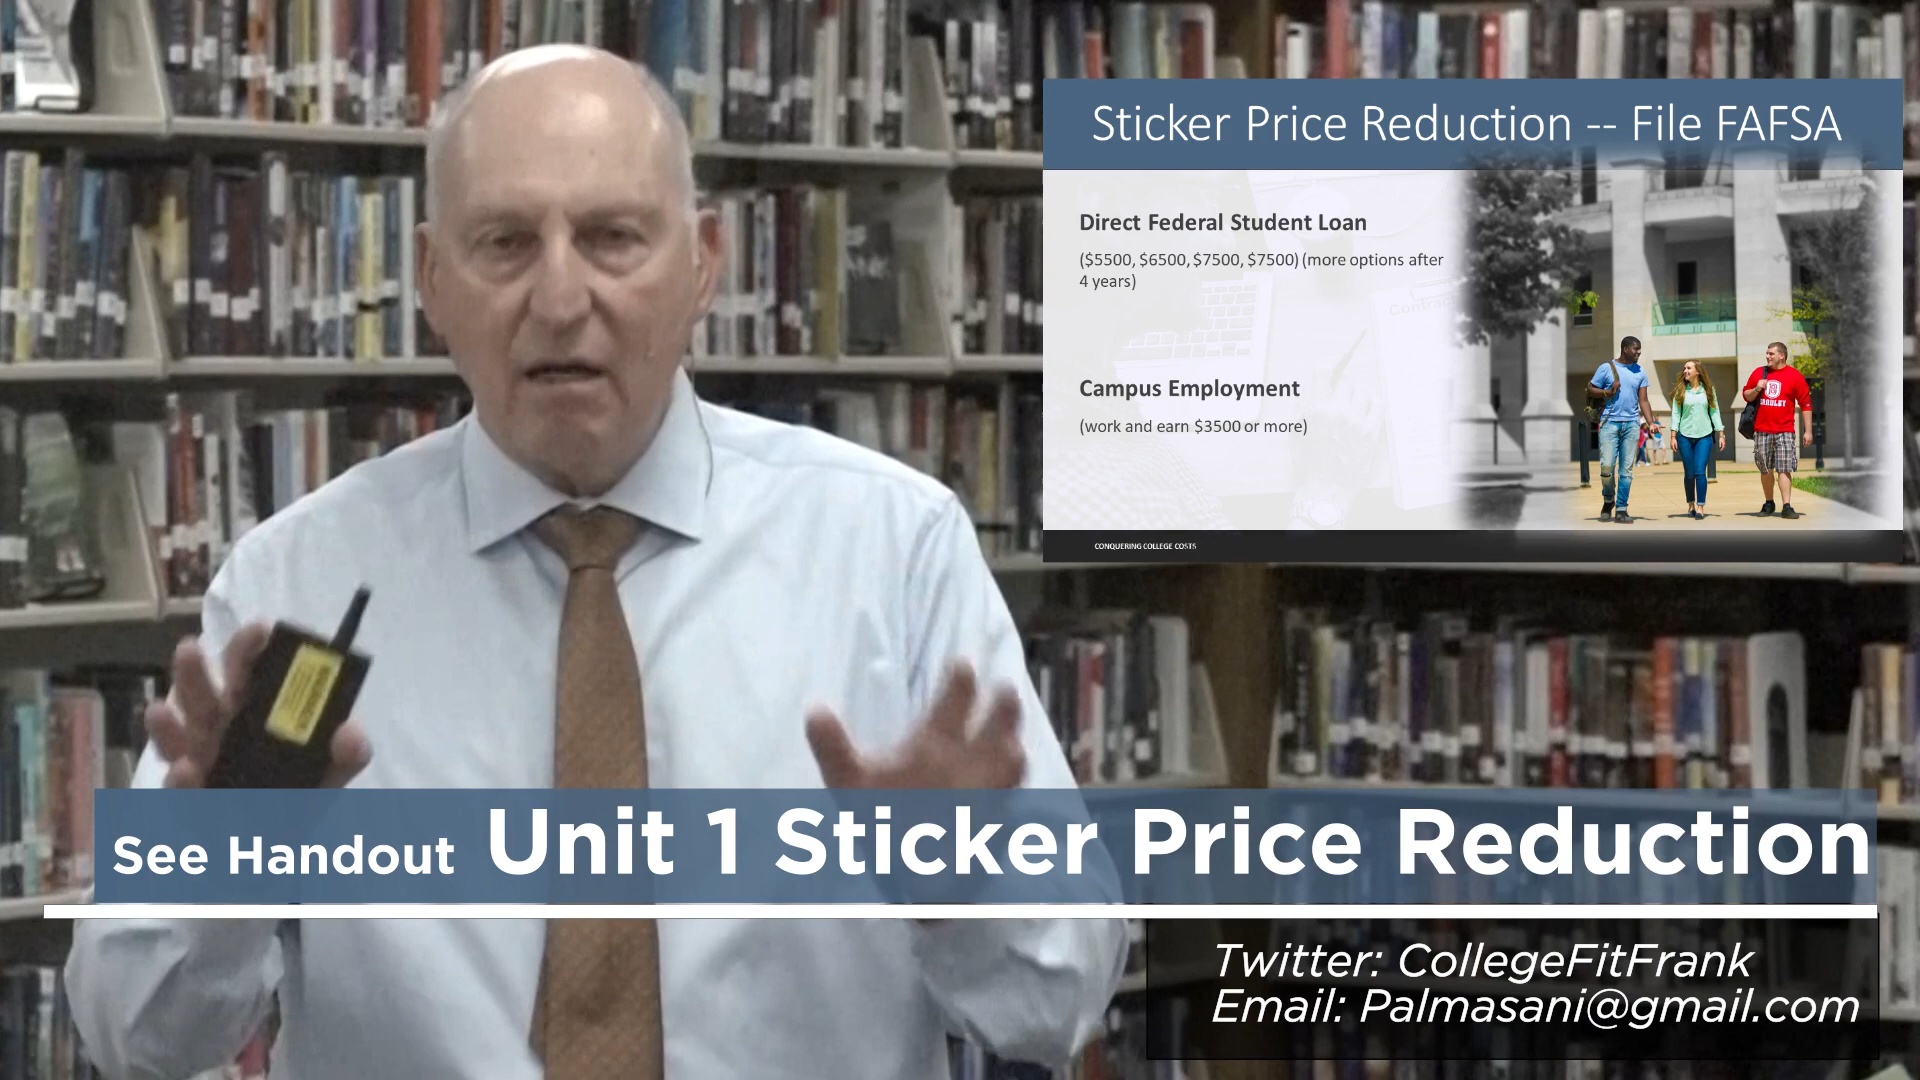 Sticker Price Reduction -- File FAFSA
Direct Federal Student Loan
($5500, $6500, $7500, $7500) (more options after
4 years)
Contract
Campus Employment
(work and earn $3500 or more)
BRADLEY
CONQUERING COLLEGE COSTS
See Handout Unit 1 Sticker Price Reduction
Twitter: CollegeFitFrank
Email: Palmasani@gmail.com